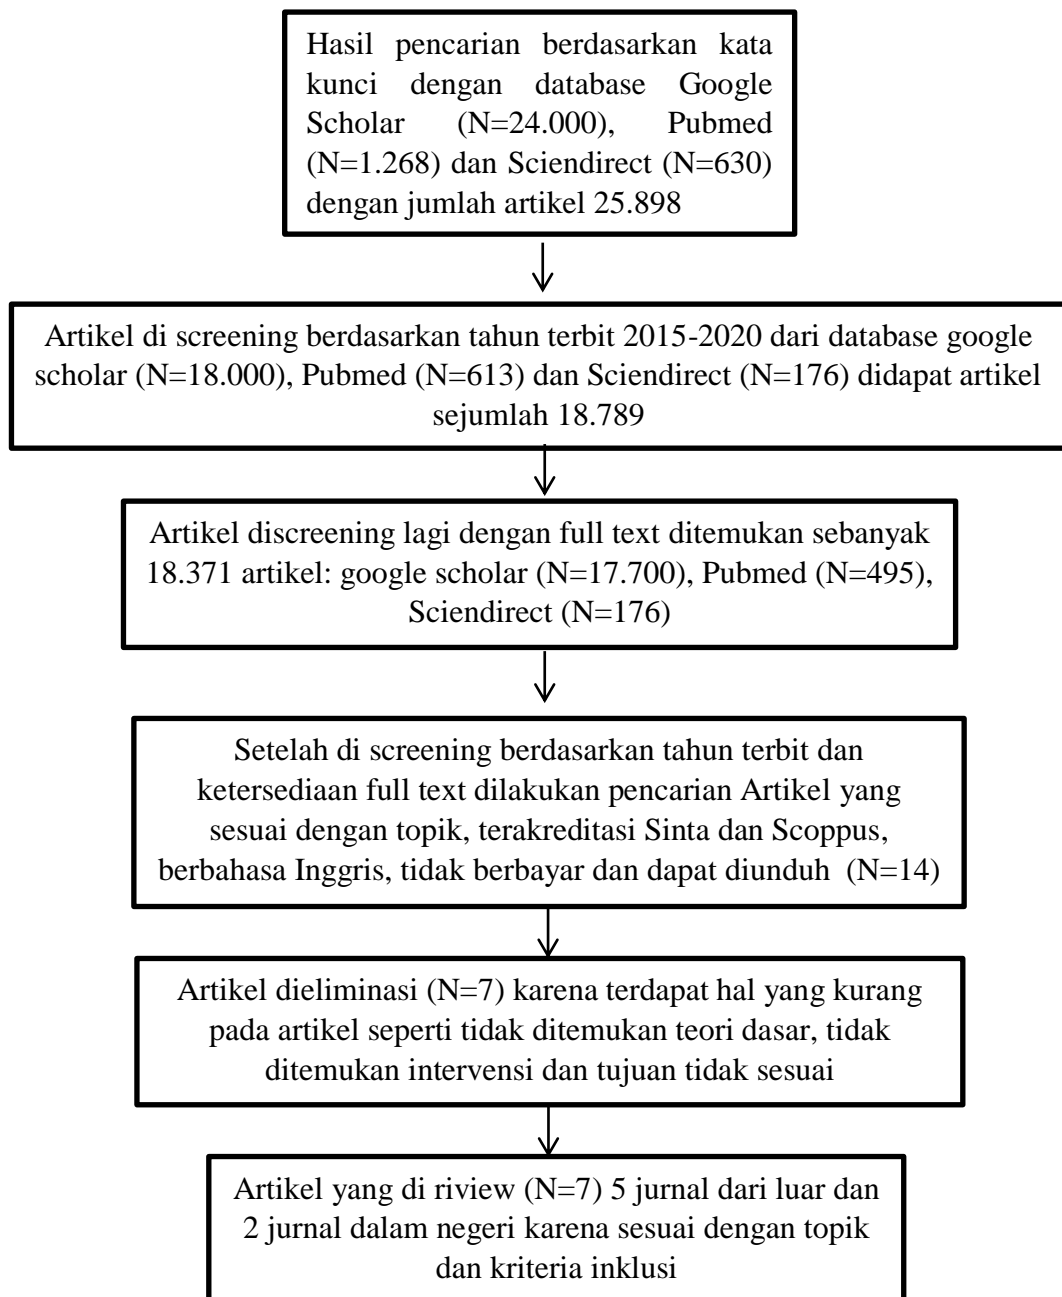 Hasil pencarian berdasarkan kata
kunci dengan database Google
Scholar (N=24.000), Pubmed
(N=1.268) dan Sciendirect (N=630)
dengan jumlah artikel 25.898
Artikel di screening berdasarkan tahun terbit 2015-2020 dari database google
scholar (N=18.000), Pubmed (N=613) dan Sciendirect (N=176) didapat artikel
sejumlah 18.789
Artikel discreening lagi dengan full text ditemukan sebanyak
18.371 artikel: google scholar (N=17.700), Pubmed (N=495),
Sciendirect (N=176)
Setelah di screening berdasarkan tahun terbit dan
ketersediaan full text dilakukan pencarian Artikel yang
sesuai dengan topik, terakreditasi Sinta dan Scoppus,
berbahasa Inggris, tidak berbayar dan dapat diunduh (N=14)
Artikel dieliminasi (N=7) karena terdapat hal yang kurang
pada artikel seperti tidak ditemukan teori dasar, tidak
ditemukan intervensi dan tujuan tidak sesuai
Artikel yang di riview (N=7) 5 jurnal dari luar dan
2 jurnal dalam negeri karena sesuai dengan topik
dan kriteria inklusi